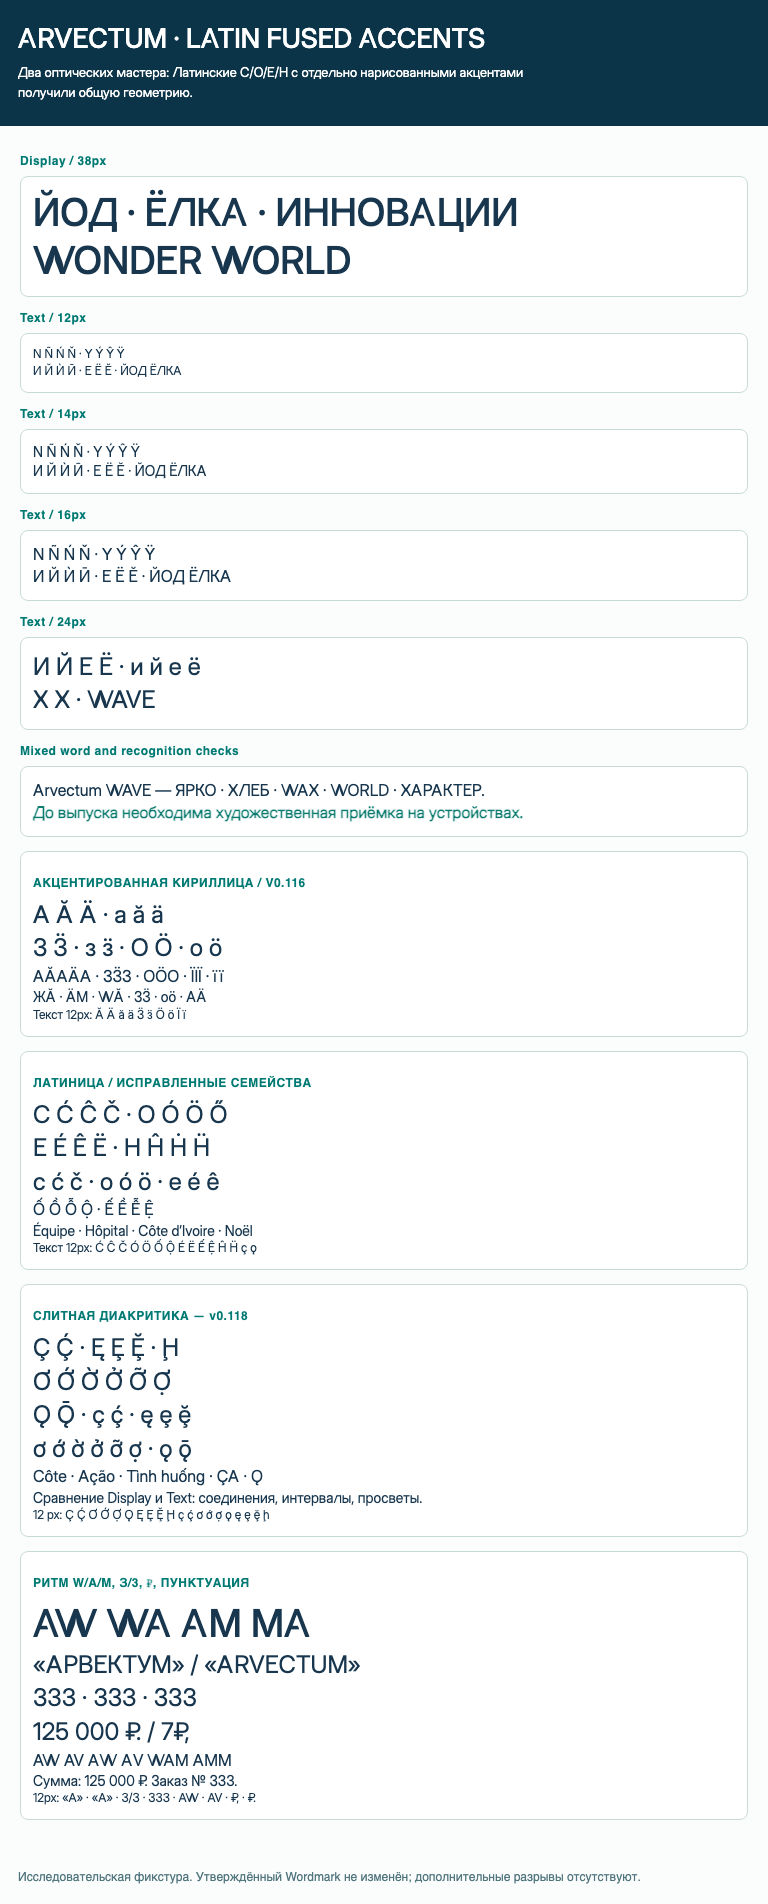 ARVECTUM · LATIN FUSED ACCENTS
Два оптических мастера: Латинские C/O/E/H с отдельно нарисованными акцентами
получили общую геометрию.
Display / 38px
ЙОД · ЁЛКА · ИННОВАЦИИ
WONDER WORLD
Text / 12px
N Ñ Ń Ň · Y Ý Ŷ Ÿ
И Й Ѝ Ӣ · Е Ё Ӗ · ЙОД ЁЛКА
Text / 14px
N Ñ Ń Ň · Y Ý Ŷ Ÿ
И Й Ѝ Ӣ · Е Ё Ӗ · ЙОД ЁЛКА
Text / 16px
N Ñ Ń Ň · Y Ý Ŷ Ÿ
И Й Ѝ Ӣ · Е Ё Ӗ · ЙОД ЁЛКА
Text / 24px
И Й Е Ё · и й е ё
X Х · WAVE
Mixed word and recognition checks
Arvectum WAVE — ЯРКО · ХЛЕБ · WAX · WORLD · ХАРАКТЕР.
До выпуска необходима художественная приёмка на устройствах.
АКЦЕНТИРОВАННАЯ КИРИЛЛИЦА / V0.116
А Ӑ Ӓ · а ӑ ӓ
З Ӟ · з ӟ · О Ӧ · о ӧ
АӐАӒА · ЗӞЗ · ОӦО · ЇЇЇ · її
ЖӐ · ӒМ · WӐ · ЗӞ · оӧ · АӒ
Текст 12px: Ӑ Ӓ ӑ ӓ Ӟ ӟ Ӧ ӧ Ї ї
ЛАТИНИЦА / ИСПРАВЛЕННЫЕ СЕМЕЙСТВА
C Ć Ĉ Č · O Ó Ö Ő
E É Ê Ë · H Ĥ Ḣ Ḧ
c ć č · o ó ö · e é ê
Ố Ồ Ỗ Ộ · Ế Ề Ễ Ệ
Équipe · Hôpital · Côte d’Ivoire · Noël
Текст 12px: Ć Ĉ Č Ó Ö Ố Ộ É Ë Ế Ệ Ĥ Ḧ ç ǫ
СЛИТНАЯ ДИАКРИТИКА — v0.118
Ç Ḉ · Ę Ȩ Ḝ · Ḩ
Ơ Ớ Ờ Ở Ỡ Ợ
Ǫ Ǭ · ç ḉ · ę ȩ ḝ
ơ ớ ờ ở ỡ ợ · ǫ ǭ
Côte · Ação · Tình huống · ÇA · Ǫ
Сравнение Display и Text: соединения, интервалы, просветы.
12 px: Ç Ḉ Ơ Ớ Ợ Ǫ Ę Ȩ Ḝ Ḩ ç ḉ ơ ớ ợ ǫ ę ȩ ḝ ḩ
РИТМ W/A/M, З/3, ₽, ПУНКТУАЦИЯ
AW WA AM MA
«АРВЕКТУМ» / «ARVECTUM»
333 · 333 · 333
125 000 ₽. / 7₽,
AW AV AW AV WAM AMM
Сумма: 125 000 ₽. Заказ № 333.
12px: «А» · «A» · З/3 · 333 · AW · AV · ₽, · ₽.
Исследовательская фикстура. Утверждённый Wordmark не изменён; дополнительные разрывы отсутствуют.